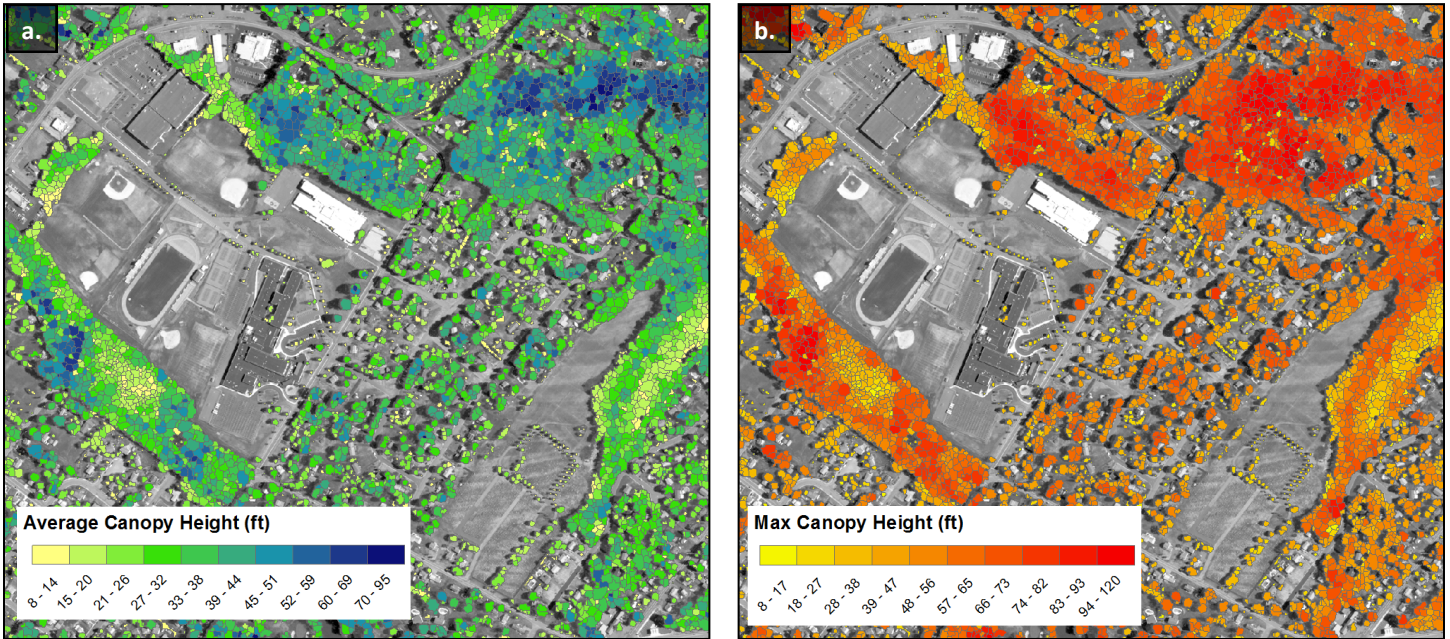 a.
Average Canopy Height (ft)
8 - 14
15 - 20
21 - 26
27 - 32
33 - 38
39 - 44
45 - 51
52 - 59
60 - 69
70 - 95
b.
Max Canopy Height (ft)
8 - 17
18 - 27
28 - 38
39 - 47
48 - 56
57 - 65
66 - 73
74 - 82
83 - 93
94 - 120